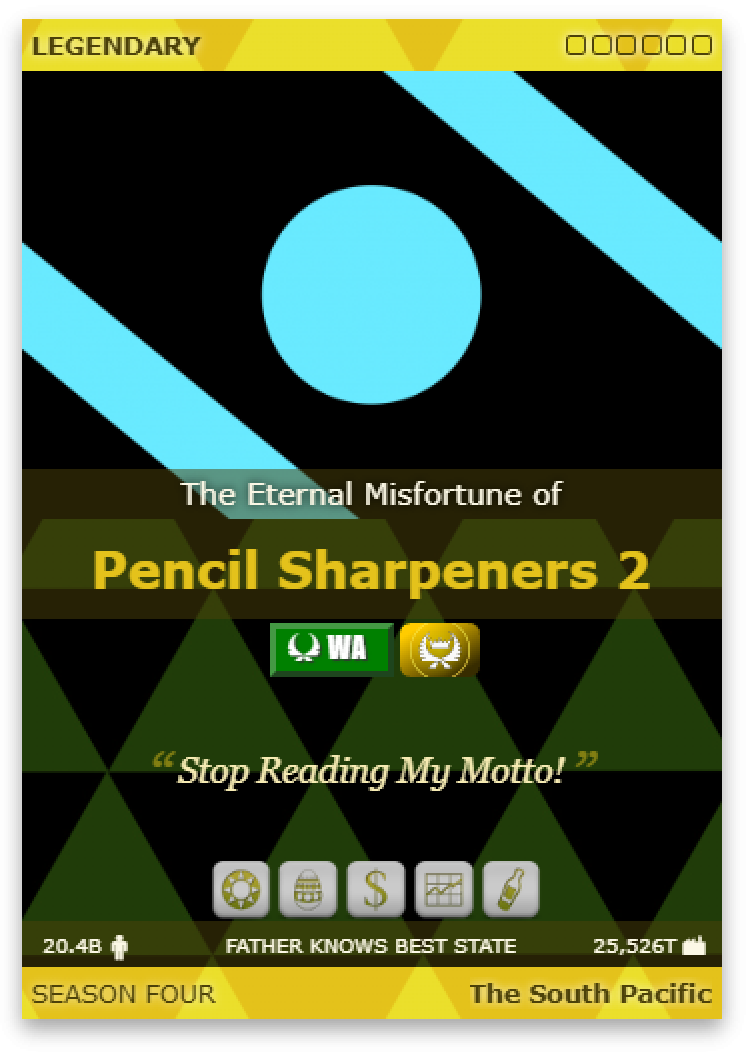 LEGENDARY
The Eternal Misfortune of
Pencil Sharpeners 2
WA
“Stop Reading My Motto!”
$
20.4B FATHER KNOWS BEST STATE 25,526T
SEASON FOUR The South Pacific